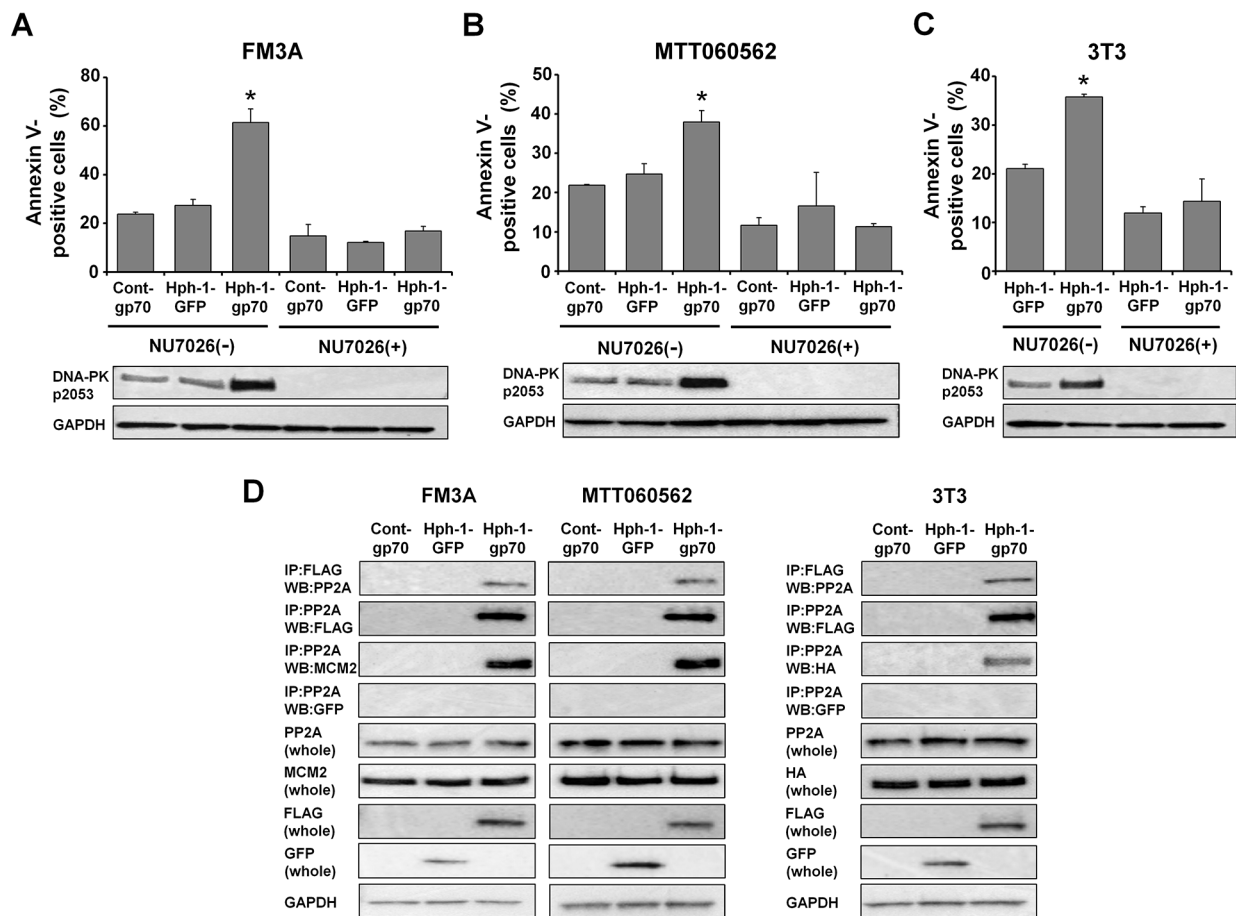 A
FM3A
Annexin V-
positive cells (%)
80
60
40
20
0
*
Cont-
gp70
Hph-1-
GFP
Hph-1-
gp70
Cont-
gp70
Hph-1-
GFP
Hph-1-
gp70
NU7026(-)
NU7026(+)
DNA-PK
p2053
GAPDH
B
MTT060562
Annexin V-
positive cells (%)
50
40
30
20
10
0
*
Cont-
gp70
Hph-1-
GFP
Hph-1-
gp70
Cont-
gp70
Hph-1-
GFP
Hph-1-
gp70
NU7026(-)
NU7026(+)
DNA-PK
p2053
GAPDH
C
3T3
Annexin V-
positive cells (%)
40
30
20
10
0
*
Hph-1-
GFP
Hph-1-
gp70
Hph-1-
GFP
Hph-1-
gp70
NU7026(-)
NU7026(+)
DNA-PK
p2053
GAPDH
D
FM3A
MTT060562
Cont-
gp70
Hph-1-
GFP
Hph-1-
gp70
Cont-
gp70
Hph-1-
GFP
Hph-1-
gp70
IP:FLAG
WB:PP2A
IP:PP2A
WB:FLAG
IP:PP2A
WB:MCM2
IP:PP2A
WB:GFP
PP2A
(whole)
MCM2
(whole)
FLAG
(whole)
GFP
(whole)
GAPDH
3T3
Cont-
gp70
Hph-1-
GFP
Hph-1-
gp70
IP:FLAG
WB:PP2A
IP:PP2A
WB:FLAG
IP:PP2A
WB:HA
IP:PP2A
WB:GFP
PP2A
(whole)
HA
(whole)
FLAG
(whole)
GFP
(whole)
GAPDH